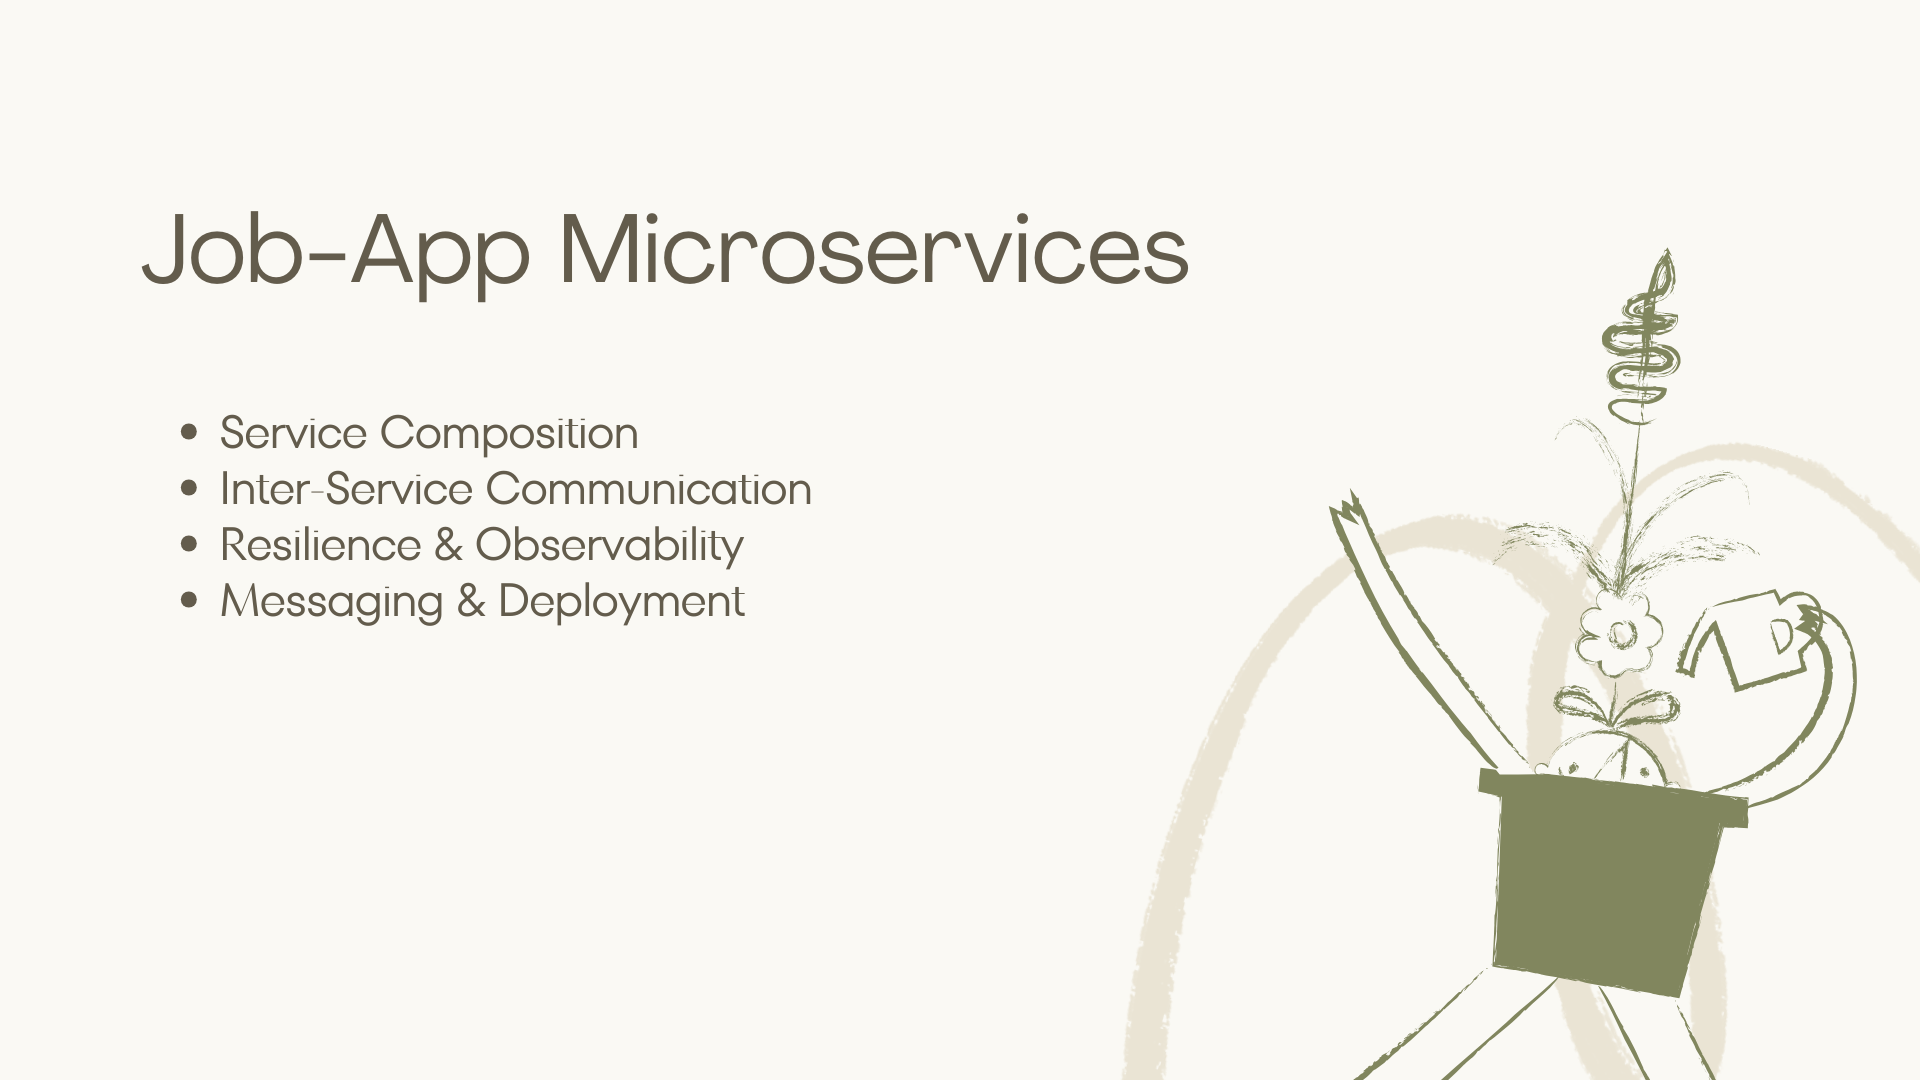 Job-App Microservices
• Service Composition
• Inter-Service Communication
• Resilience & Observability
• Messaging & Deployment